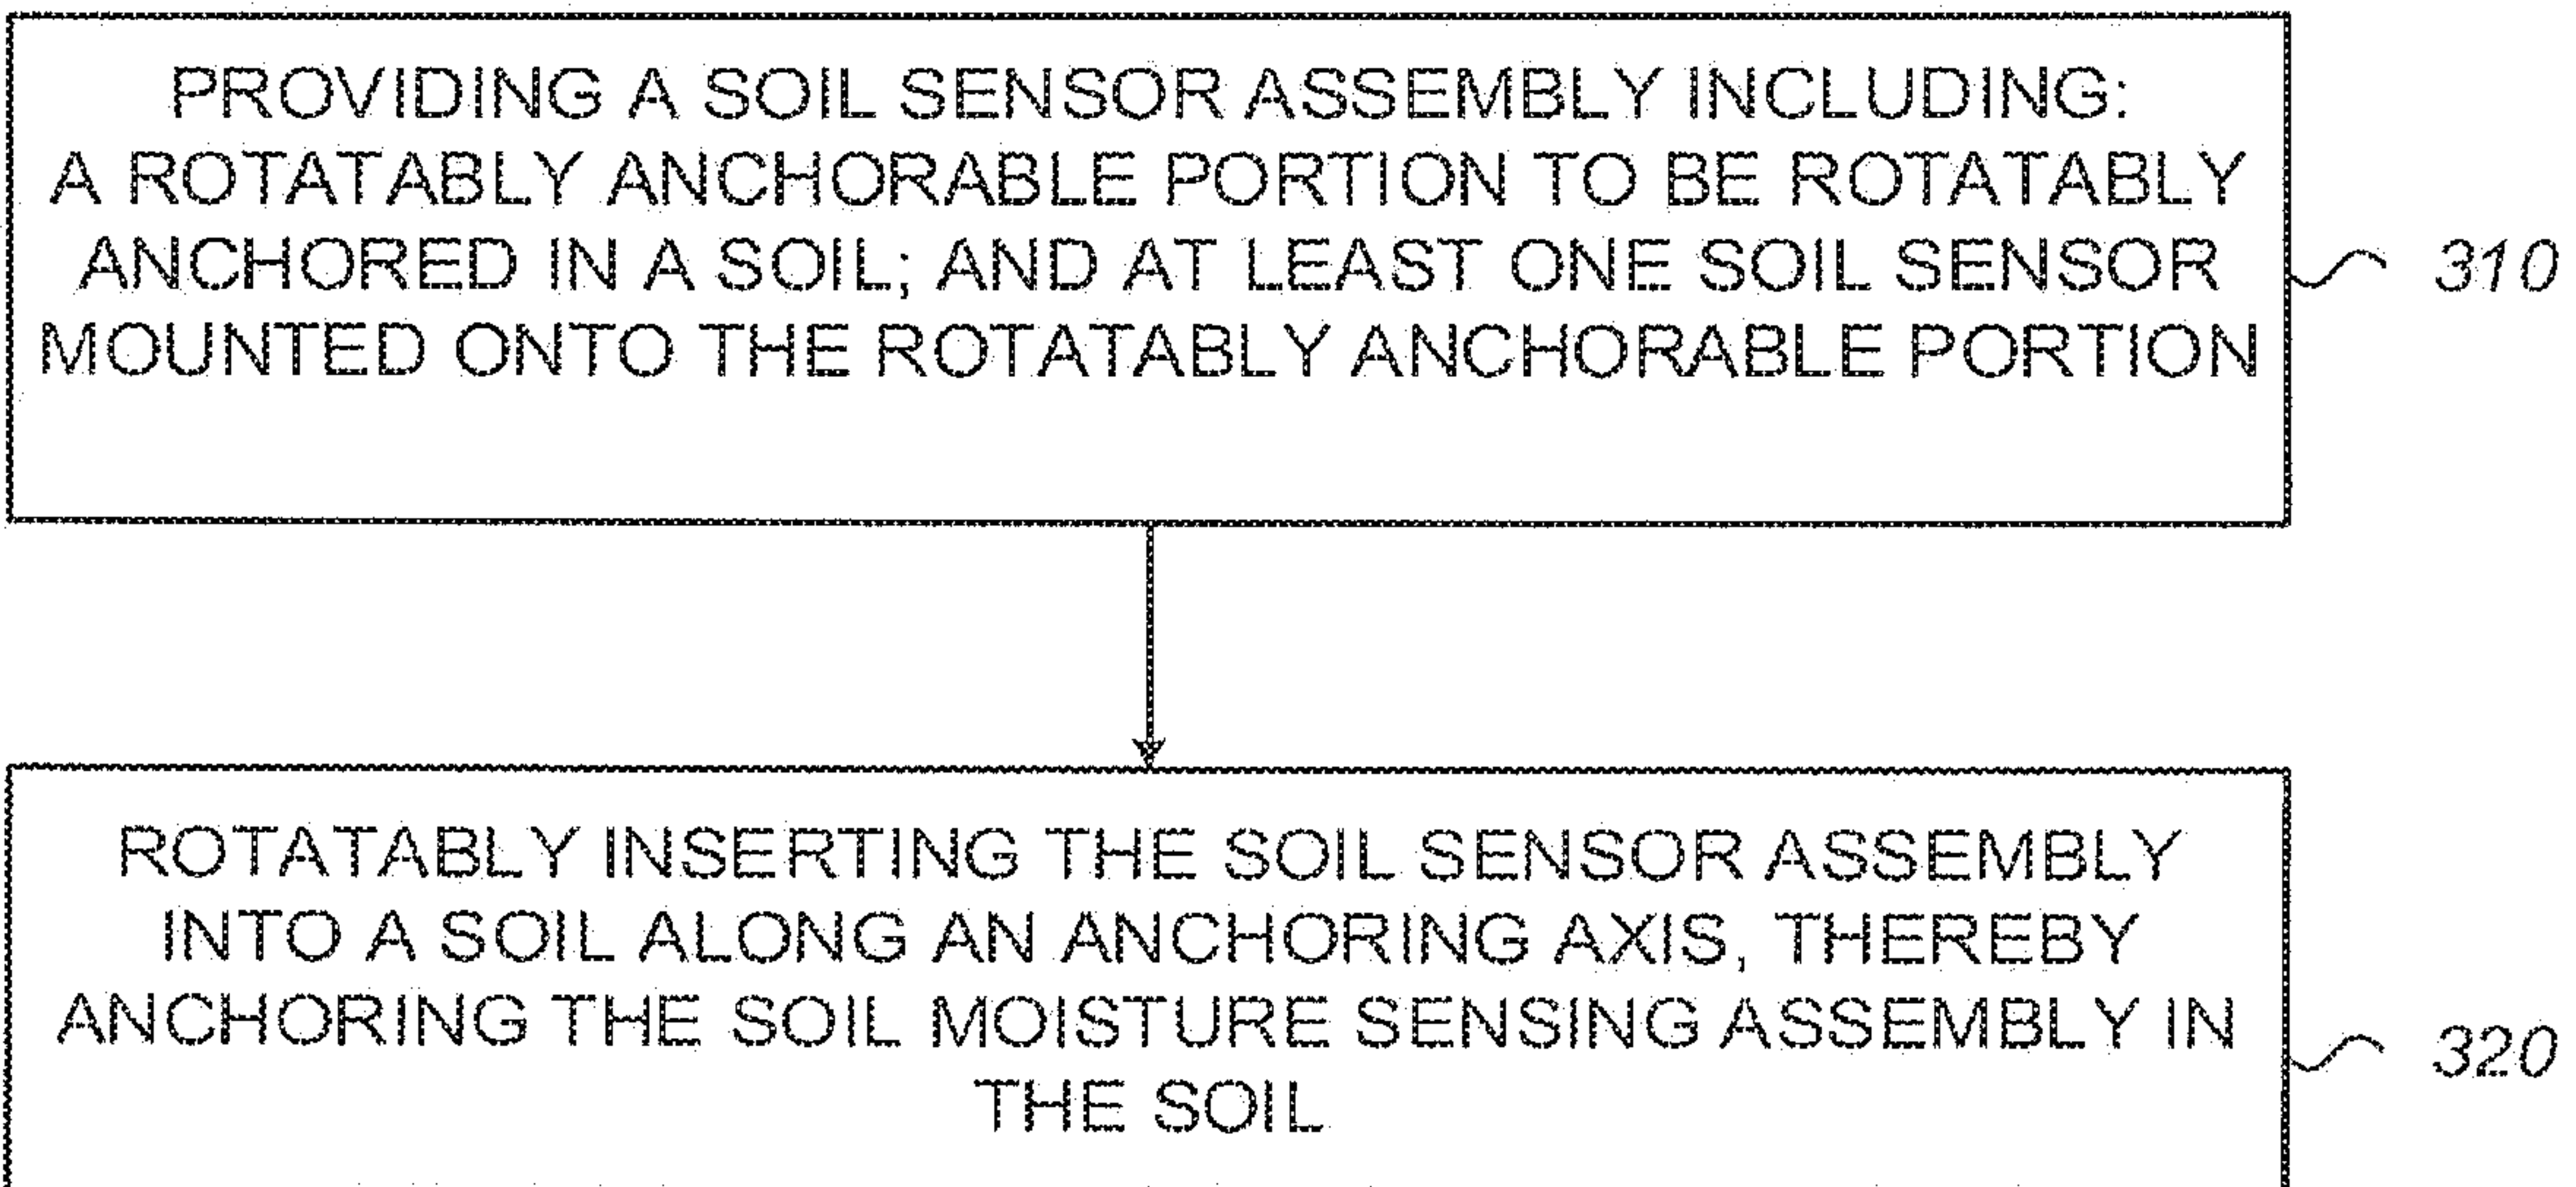 PROVIDING A SOIL SENSOR ASSEMBLY INCLUDING:
A ROTATABLY ANCHORABLE PORTION TO BE ROTATABLY
ANCHORED IN A SOIL; AND AT LEAST ONE SOIL SENSOR
MOUNTED ONTO THE ROTATABLY ANCHORABLE PORTION
310
ROTATABLY INSERTING THE SOIL SENSOR ASSEMBLY
INTO A SOIL ALONG AN ANCHORING AXIS, THEREBY
ANCHORING THE SOIL MOISTURE SENSING ASSEMBLY IN
THE SOIL
320